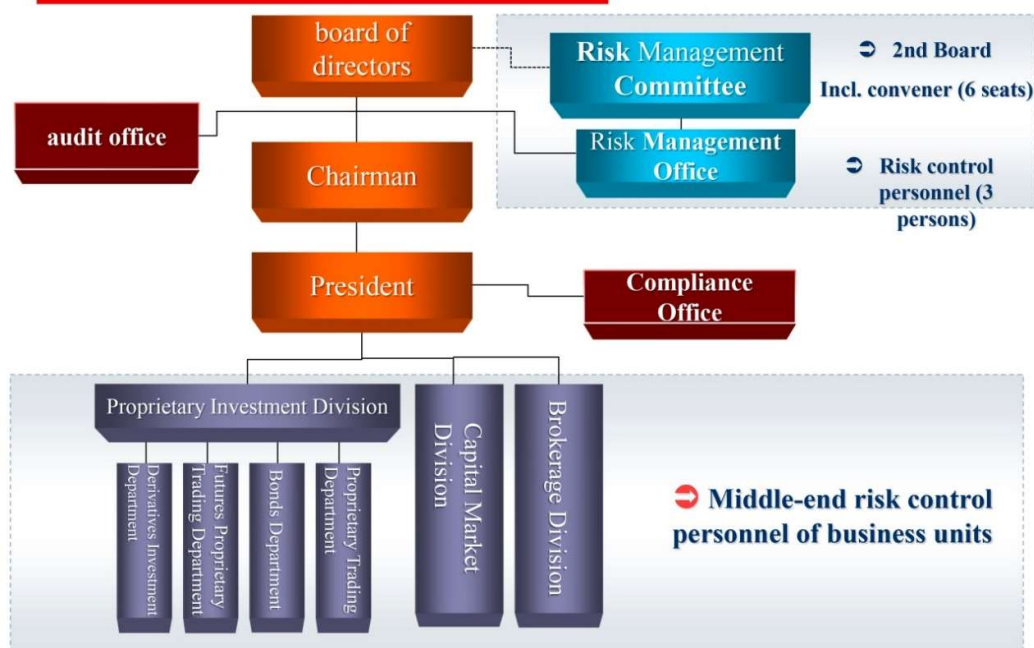 board of
directors
Risk Management
Committee
➲ 2nd Board
Incl. convener (6 seats)
audit office
Risk Management
Office
➲ Risk control
personnel (3
persons)
Chairman
President
Compliance
Office
Proprietary Investment Division
Derivatives Investment
Department
Futures Proprietary
Trading Department
Bonds Department
Proprietary Trading
Department
Capital Market
Division
Brokerage Division
➲ Middle-end risk control
personnel of business units